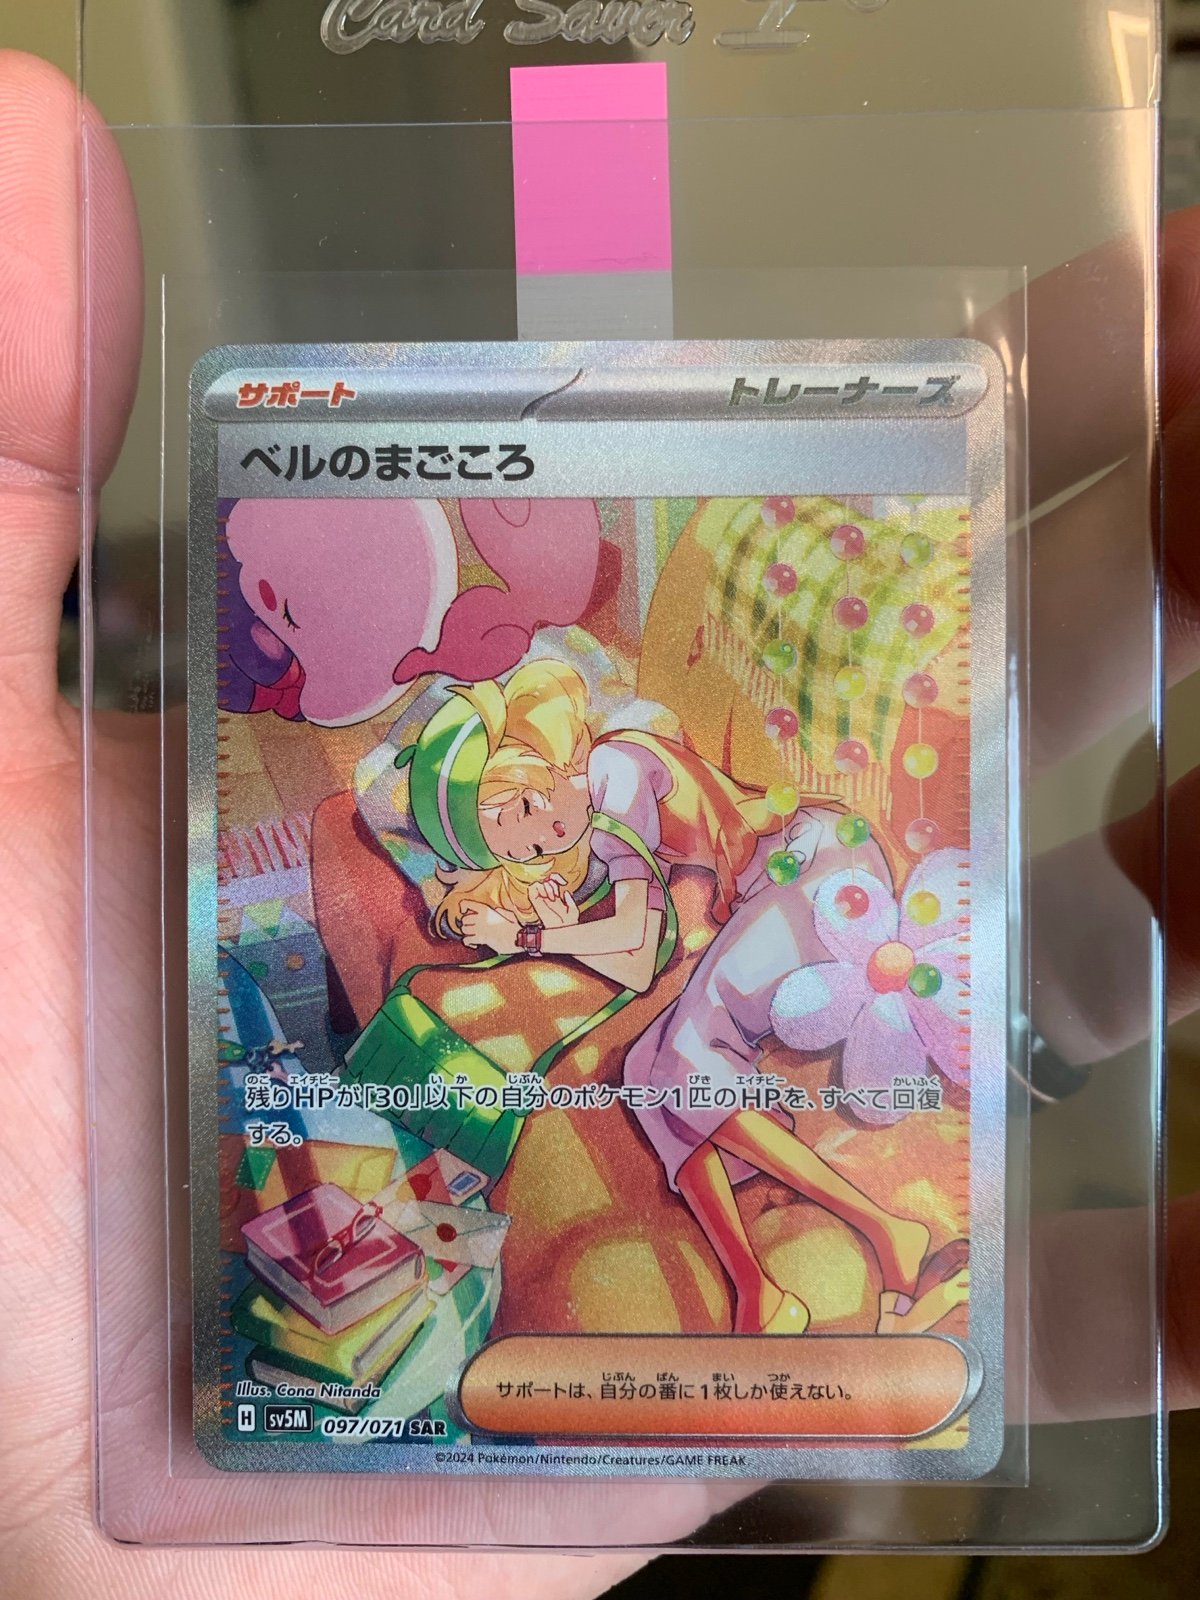 Card Saver I
サポート
トレーナーズ
ベルのまごころ
残りHPが「30」以下の自分のポケモン1匹のHPを、すべて回復
する。
Illus. Cona Nitanda
サポートは、自分の番に1枚しか使えない。
H sv5M 097/071 SAR
©2024 Pokémon/Nintendo/Creatures/GAME FREAK.